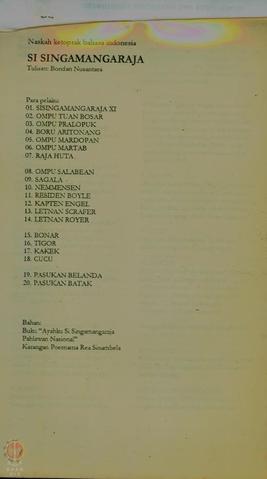 Naskah ketoprak bahasa indonesia
SI SINGAMANGARAJA
Tulisan: Bondan Nusantara
Para pelaku:
01. SISINGAMANGARAJA XI
02. OMPU TUAN BOSAR
03. OMPU PRALOPUK
04. BORU ARITONANG
05. OMPU MARDOPAN
06. OMPU MARTAB
07. RAJA HUTA
08. OMPU SALABEAN
09. SAGALA
10. NEMMENSEN
11. RESIDEN BOYLE
12. KAPTEN ENGEL
13. LETNAN SCRAFER
14. LETNAN ROYER
15. BONAR
16. TIGOR
17. KAKEK
18. CUCU
19. PASUKAN BELANDA
20. PASUKAN BATAK
Bahan:
Buku "Ayahku Si Singamangaraja
Pahlawan Nasional"
Karangan Poernama Rea Sinambela